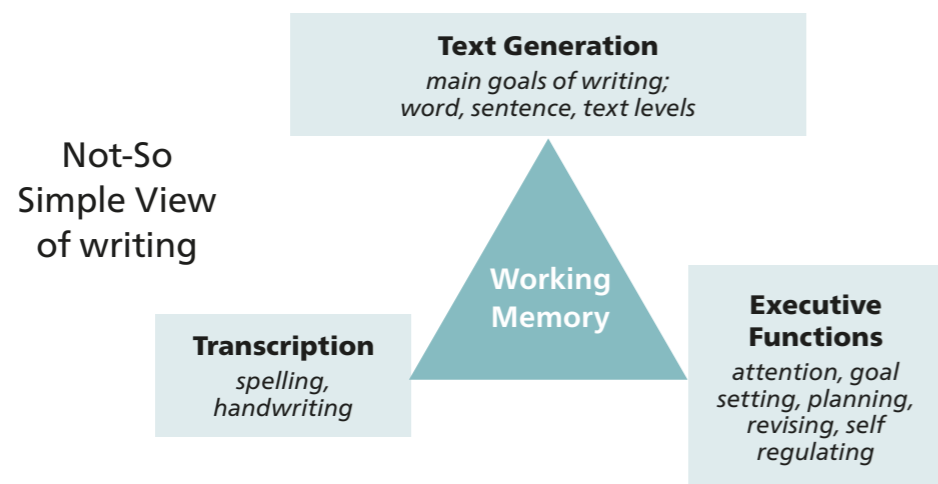 Text Generation
main goals of writing;
word, sentence, text levels
Not-So
Simple View
of writing
Working
Memory
Transcription
spelling,
handwriting
Executive
Functions
attention, goal
setting, planning,
revising, self
regulating